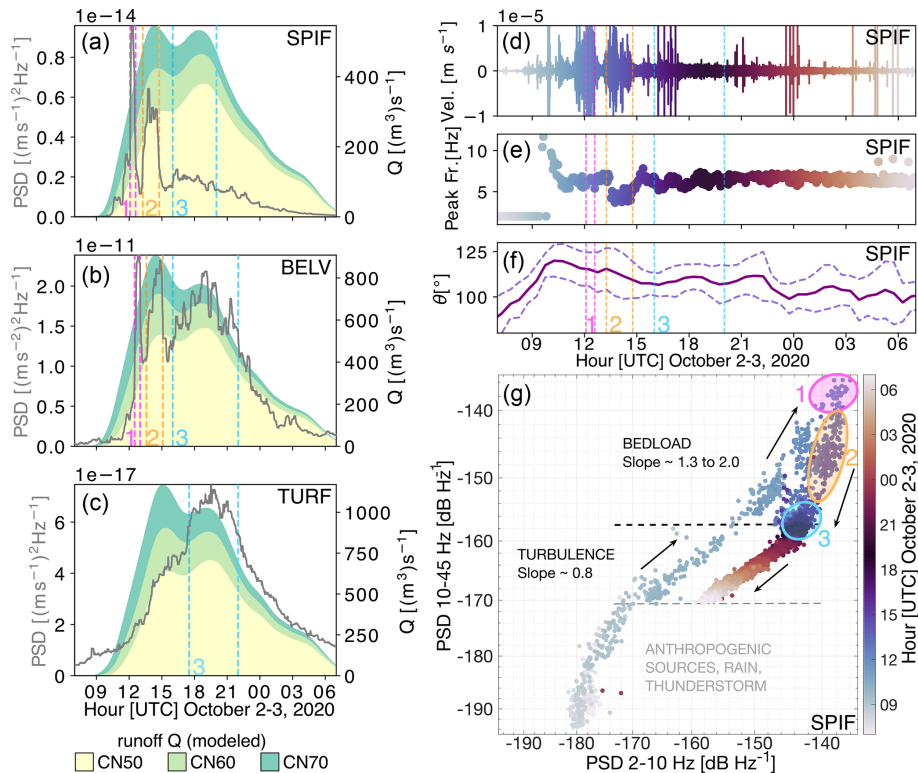 1e−14
(a)
SPIF
PSD [(ms⁻¹)²Hz⁻¹]
0.8
0.6
0.4
0.2
0.0
400
200
0
Q [(m³)s⁻¹]
1
2
3
1e−11
(b)
BELV
PSD [(ms⁻²)²Hz⁻¹]
2.0
1.5
1.0
0.5
0.0
800
600
400
200
0
Q [(m³)s⁻¹]
1
2
3
1e−17
(c)
TURF
PSD [(ms⁻¹)²Hz⁻¹]
6
4
2
0
1000
750
500
250
0
Q [(m³)s⁻¹]
3
09 12 15 18 21 00 03 06
Hour [UTC] October 2-3, 2020
runoff Q (modeled)
CN50 CN60 CN70
1e−5
(d)
SPIF
Vel. [m s⁻¹]
1
0
−1
(e)
SPIF
Peak Fr.[Hz]
10
5
(f)
SPIF
θ[°]
125
100
1
2
3
09 12 15 18 21 00 03 06
Hour [UTC] October 2-3, 2020
(g)
PSD 10-45 Hz [dB Hz⁻¹]
-140
-150
-160
-170
-180
-190
1
2
3
BEDLOAD
Slope ~ 1.3 to 2.0
TURBULENCE
Slope ~ 0.8
ANTHROPOGENIC
SOURCES, RAIN,
THUNDERSTORM
SPIF
-190 -180 -170 -160 -150 -140
PSD 2-10 Hz [dB Hz⁻¹]
06
03
00
21
18
15
12
09
Hour [UTC] October 2-3, 2020